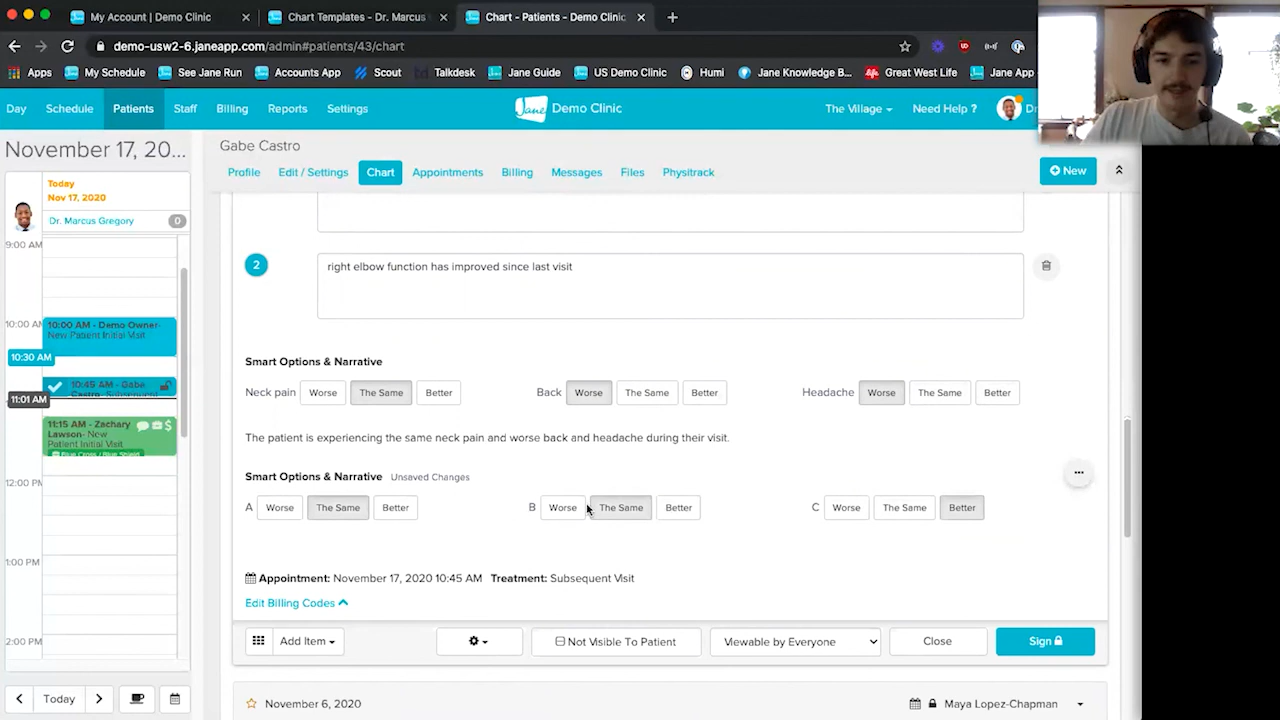 My Account | Demo Clinic
Chart Templates - Dr. Marcus
Chart - Patients - Demo Clinic
demo-usw2-6.janeapp.com/admin#patients/43/chart
Apps My Schedule See Jane Run Accounts App Scout Talkdesk Jane Guide US Demo Clinic Humi Jane Knowledge B... Great West Life Jane App
Day Schedule Patients Staff Billing Reports Settings Jane Demo Clinic The Village Need Help ?
November 17, 20...
Gabe Castro
Profile Edit / Settings Chart Appointments Billing Messages Files Physitrack New
Today
Nov 17, 2020
Dr. Marcus Gregory 0
9:00 AM
10:00 AM
10:00 AM - Demo Owner-
New Patient Initial Visit
10:30 AM
10:45 AM - Gabe
Castro- Subsequent
11:01 AM
11:15 AM - Zachary
Lawson- New
Patient Initial Visit
Blue Cross / Blue Shield
12:00 PM
1:00 PM
2:00 PM
Today
2 right elbow function has improved since last visit
Smart Options & Narrative
Neck pain Worse The Same Better Back Worse The Same Better Headache Worse The Same Better
The patient is experiencing the same neck pain and worse back and headache during their visit.
Smart Options & Narrative Unsaved Changes
A Worse The Same Better B Worse The Same Better C Worse The Same Better
Appointment: November 17, 2020 10:45 AM Treatment: Subsequent Visit
Edit Billing Codes
Add Item Not Visible To Patient Viewable by Everyone Close Sign
November 6, 2020 Maya Lopez-Chapman